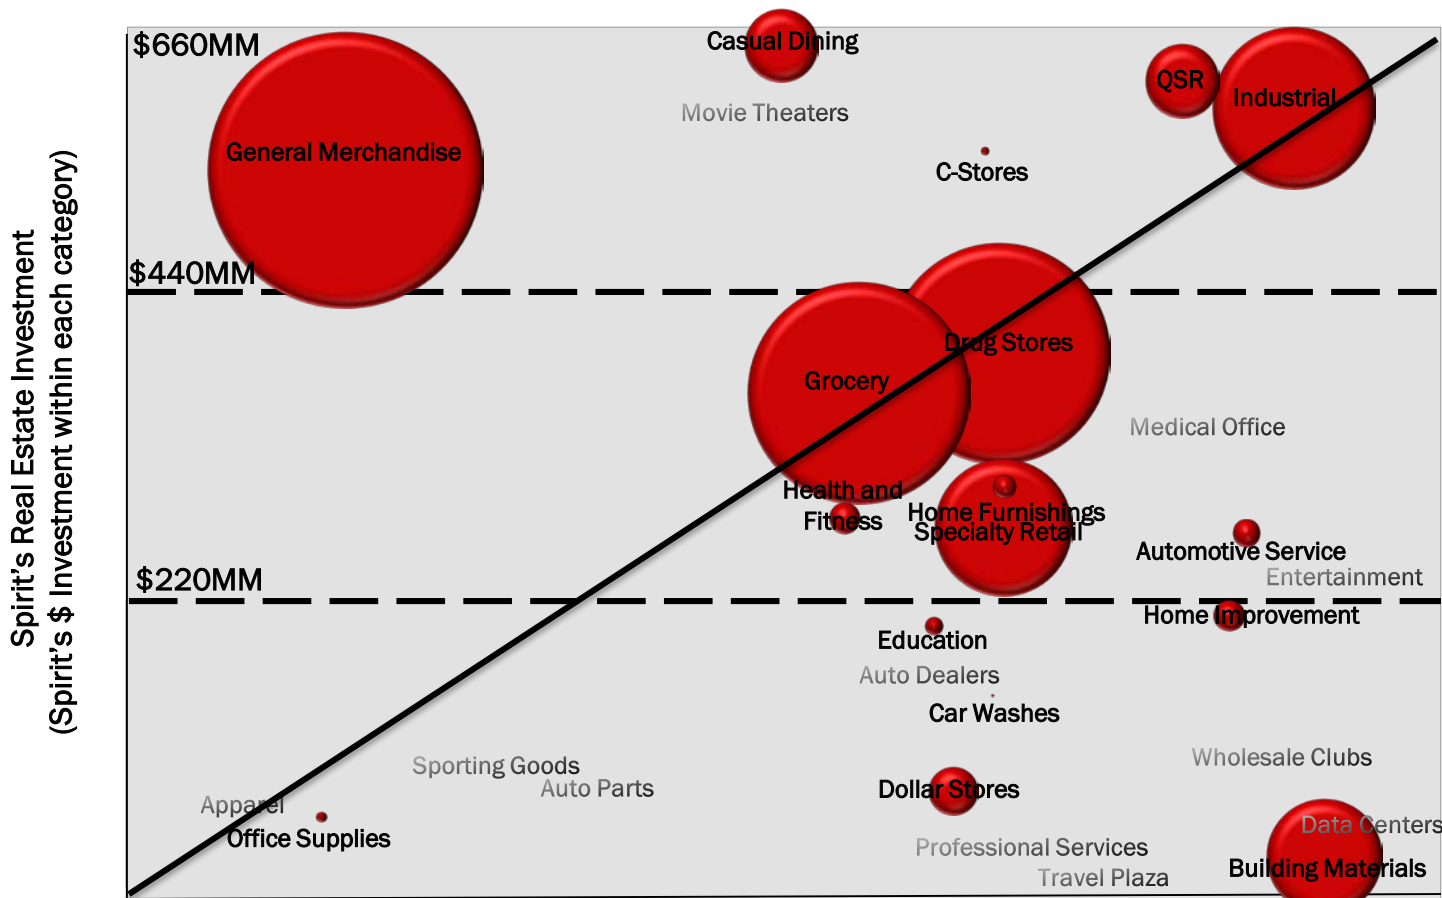 $660MM
Casual Dining
QSR
Industrial
Movie Theaters
General Merchandise
C-Stores
$440MM
Drug Stores
Grocery
Medical Office
Health and
Fitness
Home Furnishings
Specialty Retail
Automotive Service
Entertainment
$220MM
Home Improvement
Education
Auto Dealers
Car Washes
Wholesale Clubs
Sporting Goods
Auto Parts
Dollar Stores
Apparel
Office Supplies
Data Centers
Professional Services
Building Materials
Travel Plaza
Spirit's Real Estate Investment
(Spirit's $ Investment within each category)